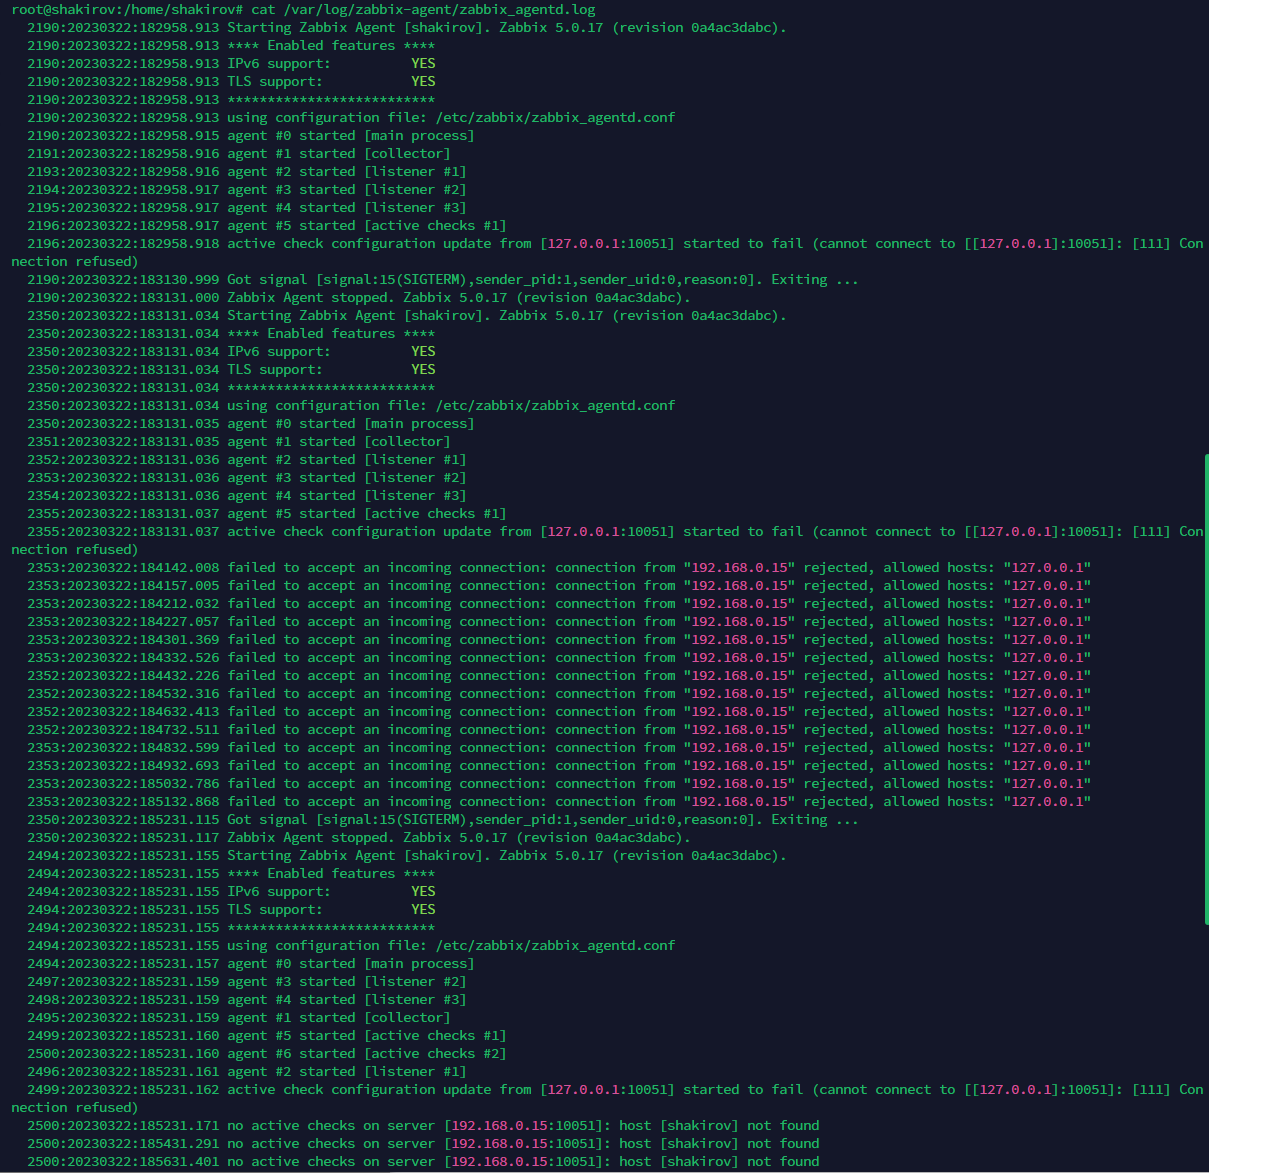 root@shakirov:/home/shakirov# cat /var/log/zabbix-agent/zabbix_agentd.log
2190:20230322:182958.913 Starting Zabbix Agent [shakirov]. Zabbix 5.0.17 (revision 0a4ac3dabc).
2190:20230322:182958.913 **** Enabled features ****
2190:20230322:182958.913 IPv6 support:          YES
2190:20230322:182958.913 TLS support:           YES
2190:20230322:182958.913 **************************
2190:20230322:182958.913 using configuration file: /etc/zabbix/zabbix_agentd.conf
2190:20230322:182958.915 agent #0 started [main process]
2191:20230322:182958.916 agent #1 started [collector]
2193:20230322:182958.916 agent #2 started [listener #1]
2194:20230322:182958.917 agent #3 started [listener #2]
2195:20230322:182958.917 agent #4 started [listener #3]
2196:20230322:182958.917 agent #5 started [active checks #1]
2196:20230322:182958.918 active check configuration update from [127.0.0.1:10051] started to fail (cannot connect to [[127.0.0.1]:10051]: [111] Con
nection refused)
2190:20230322:183130.999 Got signal [signal:15(SIGTERM),sender_pid:1,sender_uid:0,reason:0]. Exiting ...
2190:20230322:183131.000 Zabbix Agent stopped. Zabbix 5.0.17 (revision 0a4ac3dabc).
2350:20230322:183131.034 Starting Zabbix Agent [shakirov]. Zabbix 5.0.17 (revision 0a4ac3dabc).
2350:20230322:183131.034 **** Enabled features ****
2350:20230322:183131.034 IPv6 support:          YES
2350:20230322:183131.034 TLS support:           YES
2350:20230322:183131.034 **************************
2350:20230322:183131.034 using configuration file: /etc/zabbix/zabbix_agentd.conf
2350:20230322:183131.035 agent #0 started [main process]
2351:20230322:183131.035 agent #1 started [collector]
2352:20230322:183131.036 agent #2 started [listener #1]
2353:20230322:183131.036 agent #3 started [listener #2]
2354:20230322:183131.036 agent #4 started [listener #3]
2355:20230322:183131.037 agent #5 started [active checks #1]
2355:20230322:183131.037 active check configuration update from [127.0.0.1:10051] started to fail (cannot connect to [[127.0.0.1]:10051]: [111] Con
nection refused)
2353:20230322:184142.008 failed to accept an incoming connection: connection from "192.168.0.15" rejected, allowed hosts: "127.0.0.1"
2353:20230322:184157.005 failed to accept an incoming connection: connection from "192.168.0.15" rejected, allowed hosts: "127.0.0.1"
2353:20230322:184212.032 failed to accept an incoming connection: connection from "192.168.0.15" rejected, allowed hosts: "127.0.0.1"
2353:20230322:184227.057 failed to accept an incoming connection: connection from "192.168.0.15" rejected, allowed hosts: "127.0.0.1"
2353:20230322:184301.369 failed to accept an incoming connection: connection from "192.168.0.15" rejected, allowed hosts: "127.0.0.1"
2353:20230322:184332.526 failed to accept an incoming connection: connection from "192.168.0.15" rejected, allowed hosts: "127.0.0.1"
2352:20230322:184432.226 failed to accept an incoming connection: connection from "192.168.0.15" rejected, allowed hosts: "127.0.0.1"
2352:20230322:184532.316 failed to accept an incoming connection: connection from "192.168.0.15" rejected, allowed hosts: "127.0.0.1"
2352:20230322:184632.413 failed to accept an incoming connection: connection from "192.168.0.15" rejected, allowed hosts: "127.0.0.1"
2352:20230322:184732.511 failed to accept an incoming connection: connection from "192.168.0.15" rejected, allowed hosts: "127.0.0.1"
2353:20230322:184832.599 failed to accept an incoming connection: connection from "192.168.0.15" rejected, allowed hosts: "127.0.0.1"
2353:20230322:184932.693 failed to accept an incoming connection: connection from "192.168.0.15" rejected, allowed hosts: "127.0.0.1"
2353:20230322:185032.786 failed to accept an incoming connection: connection from "192.168.0.15" rejected, allowed hosts: "127.0.0.1"
2353:20230322:185132.868 failed to accept an incoming connection: connection from "192.168.0.15" rejected, allowed hosts: "127.0.0.1"
2350:20230322:185231.115 Got signal [signal:15(SIGTERM),sender_pid:1,sender_uid:0,reason:0]. Exiting ...
2350:20230322:185231.117 Zabbix Agent stopped. Zabbix 5.0.17 (revision 0a4ac3dabc).
2494:20230322:185231.155 Starting Zabbix Agent [shakirov]. Zabbix 5.0.17 (revision 0a4ac3dabc).
2494:20230322:185231.155 **** Enabled features ****
2494:20230322:185231.155 IPv6 support:          YES
2494:20230322:185231.155 TLS support:           YES
2494:20230322:185231.155 **************************
2494:20230322:185231.155 using configuration file: /etc/zabbix/zabbix_agentd.conf
2494:20230322:185231.157 agent #0 started [main process]
2497:20230322:185231.159 agent #3 started [listener #2]
2498:20230322:185231.159 agent #4 started [listener #3]
2495:20230322:185231.159 agent #1 started [collector]
2499:20230322:185231.160 agent #5 started [active checks #1]
2500:20230322:185231.160 agent #6 started [active checks #2]
2496:20230322:185231.161 agent #2 started [listener #1]
2499:20230322:185231.162 active check configuration update from [127.0.0.1:10051] started to fail (cannot connect to [[127.0.0.1]:10051]: [111] Con
nection refused)
2500:20230322:185231.171 no active checks on server [192.168.0.15:10051]: host [shakirov] not found
2500:20230322:185431.291 no active checks on server [192.168.0.15:10051]: host [shakirov] not found
2500:20230322:185631.401 no active checks on server [192.168.0.15:10051]: host [shakirov] not found